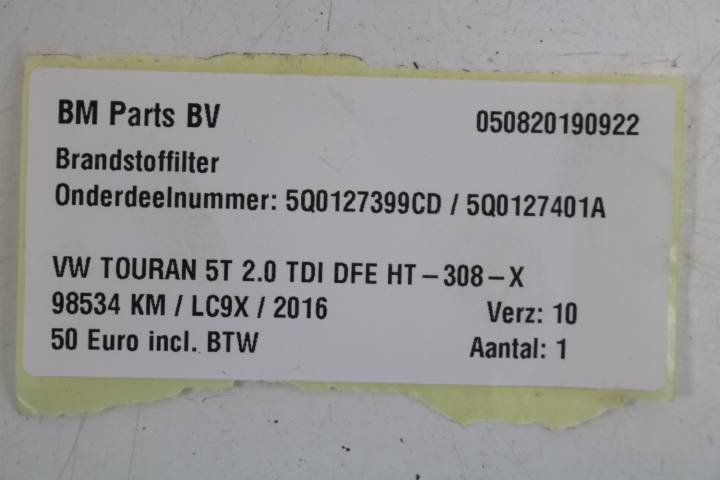 BM Parts BV 050820190922
Brandstoffilter
Onderdeelnummer: 5Q0127399CD / 5Q0127401A
VW TOURAN 5T 2.0 TDI DFE HT-308-X
98534 KM / LC9X / 2016 Verz: 10
50 Euro incl. BTW Aantal: 1